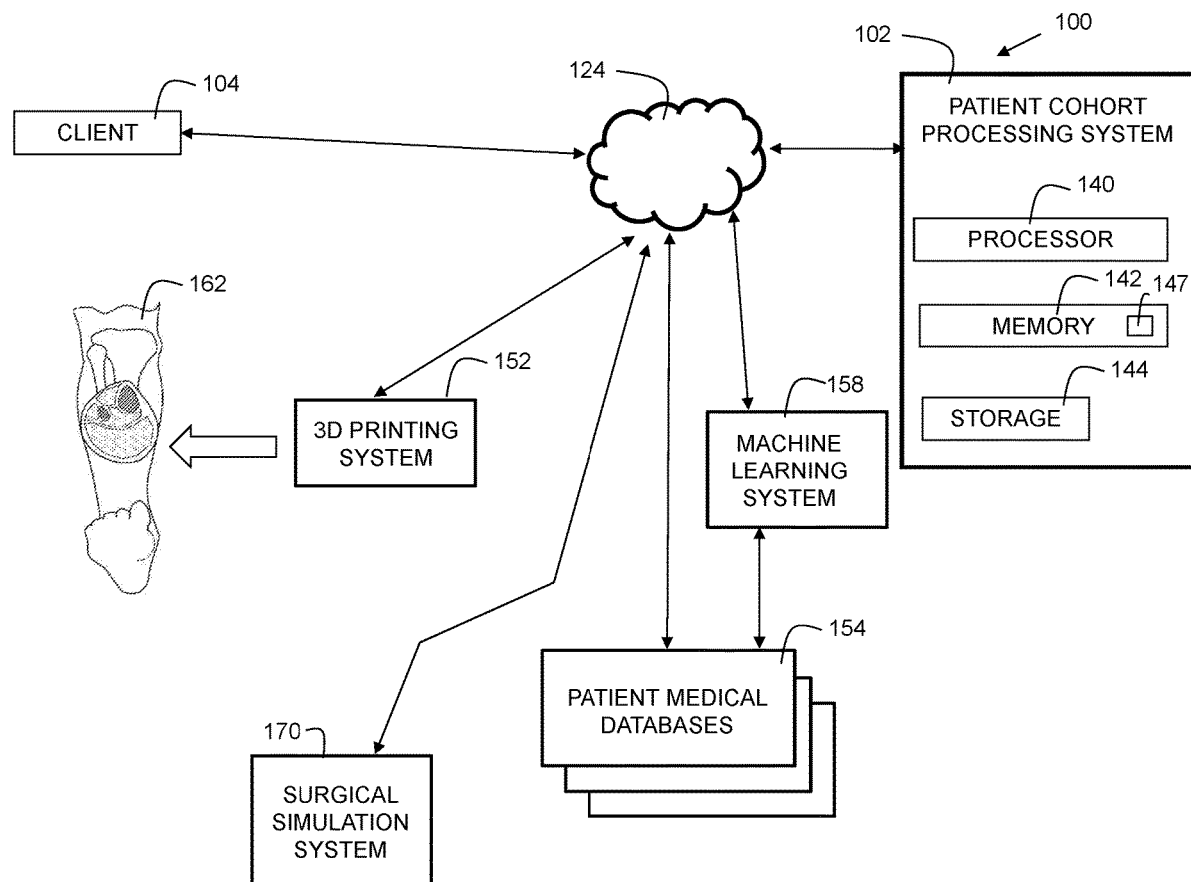 100
102
124
104
CLIENT
PATIENT COHORT
PROCESSING SYSTEM
140
PROCESSOR
142
147
MEMORY
144
STORAGE
162
152
3D PRINTING
SYSTEM
158
MACHINE
LEARNING
SYSTEM
154
PATIENT MEDICAL
DATABASES
170
SURGICAL
SIMULATION
SYSTEM